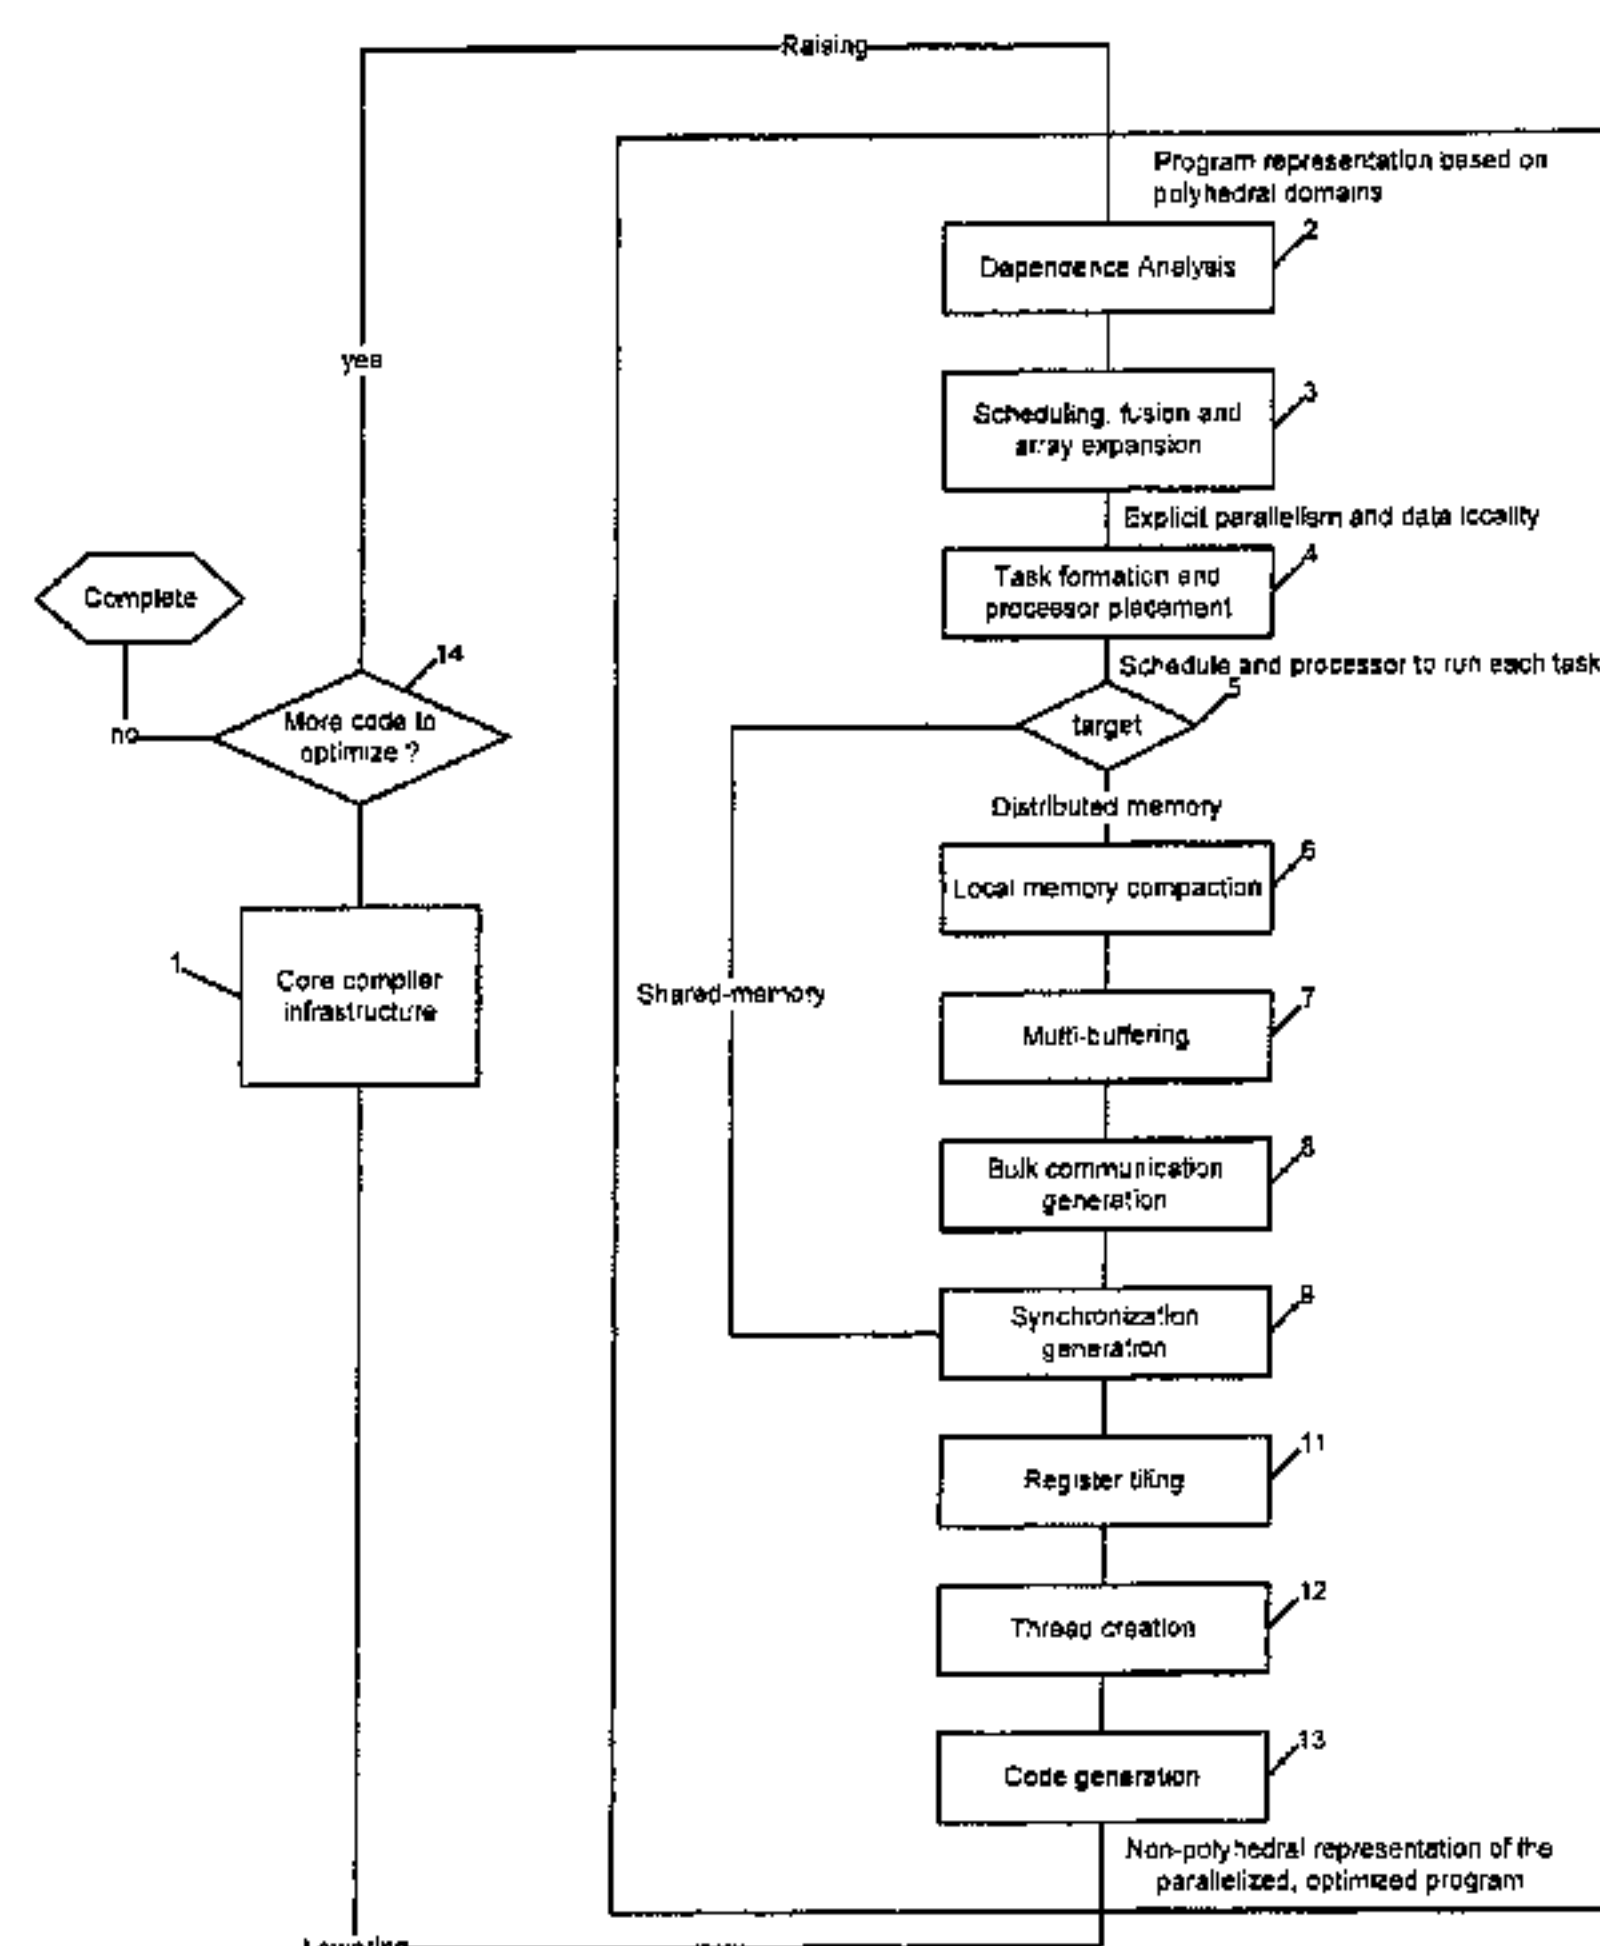 Raising
Program representation based on
polyhedral domains
2
Dependence Analysis
yes
3
Scheduling, fusion and
array expansion
Explicit parallelism and data locality
4
Task formation and
processor placement
Complete
14
Schedule and processor to run each task
5
More code to
optimize ?
no
target
Distributed memory
6
Local memory compaction
1
Core compiler
infrastructure
Shared-memory
7
Multi-buffering
8
Bulk communication
generation
9
Synchronization
generation
11
Register tiling
12
Thread creation
13
Code generation
Non-polyhedral representation of the
parallelized, optimized program
Lowering